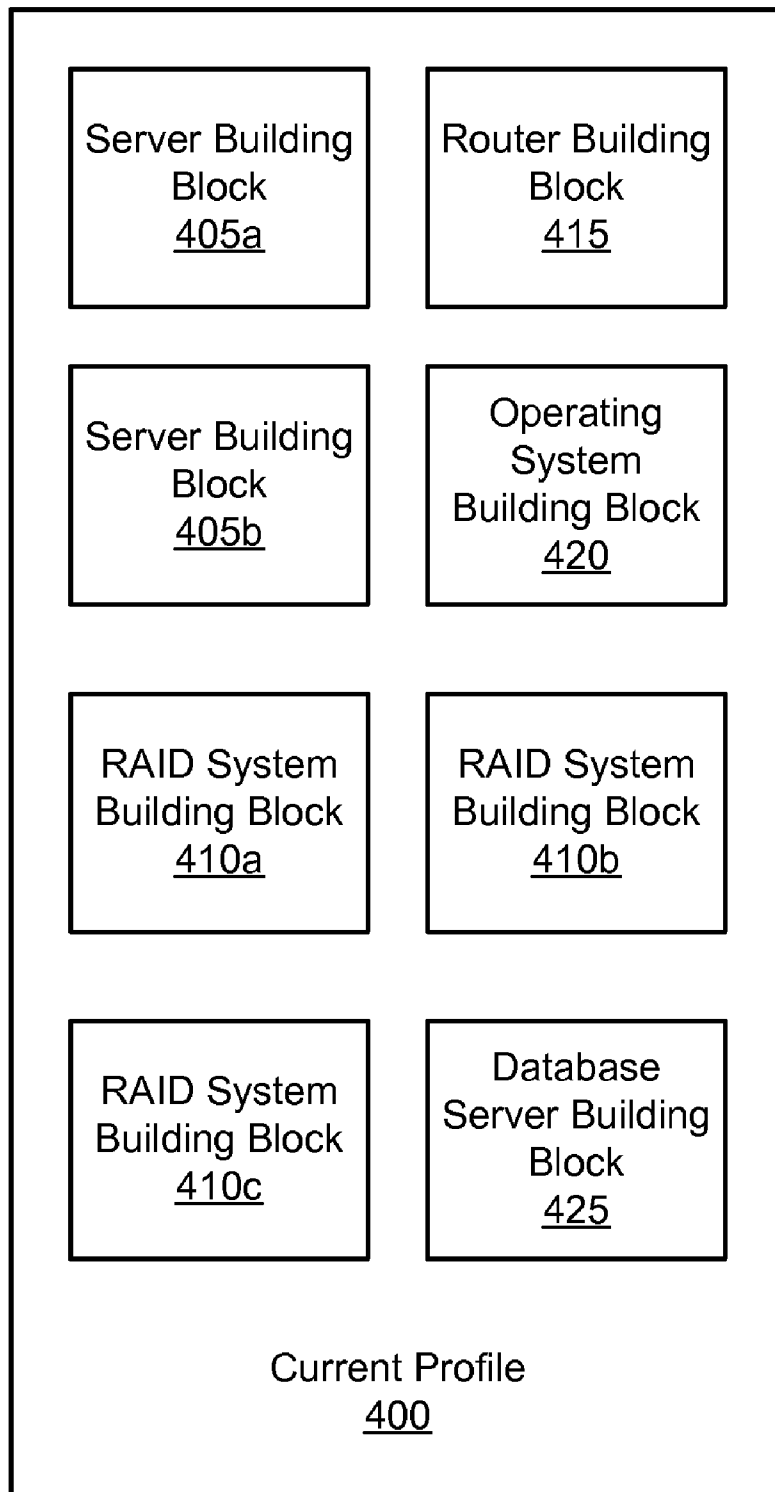 Server Building
Block
405a
Router Building
Block
415
Server Building
Block
405b
Operating
System
Building Block
420
RAID System
Building Block
410a
RAID System
Building Block
410b
RAID System
Building Block
410c
Database
Server Building
Block
425
Current Profile
400